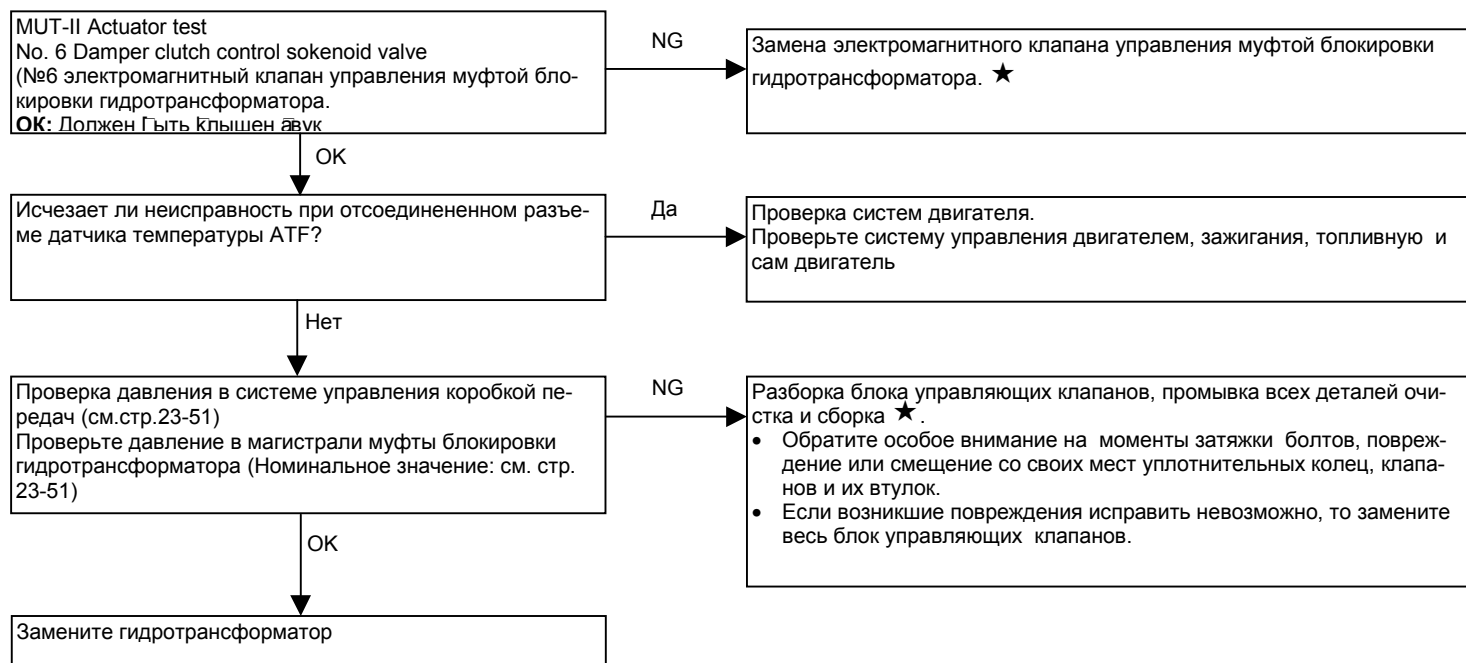 MUT-II Actuator test
No. 6 Damper clutch control sokenoid valve
(№6 электромагнитный клапан управления муфтой бло-
кировки гидротрансформатора.
ОК: Должен
NG
Замена электромагнитного клапана управления муфтой блокировки
гидротрансформатора. ★
OK
Исчезает ли неисправность при отсоединененном разъе-
ме датчика температуры ATF?
Да
Проверка систем двигателя.
Проверьте систему управления двигателем, зажигания, топливную и
сам двигатель
Нет
Проверка давления в системе управления коробкой пе-
редач (см.стр.23-51)
Проверьте давление в магистрали муфты блокировки
гидротрансформатора (Номинальное значение: см. стр.
23-51)
NG
Разборка блока управляющих клапанов, промывка всех деталей очи-
стка и сборка ★.
• Обратите особое внимание на моменты затяжки болтов, повреж-
дение или смещение со своих мест уплотнительных колец, клапа-
нов и их втулок.
• Если возникшие повреждения исправить невозможно, то замените
весь блок управляющих клапанов.
OK
Замените гидротрансформатор